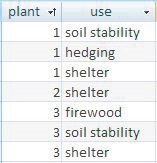 plant use
1 soil stability
1 hedging
1 shelter
2 shelter
3 firewood
3 soil stability
3 shelter